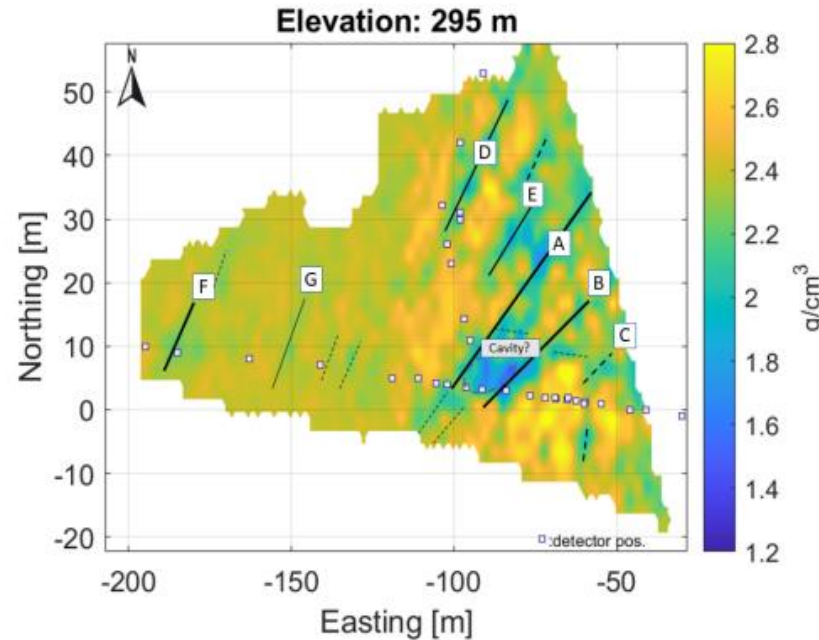 Elevation: 295 m
N
50
40
30
20
10
0
-10
-20
Northing [m]
-200
-150
-100
-50
Easting [m]
D
E
A
B
C
F
G
Cavity?
:detector pos.
2.8
2.6
2.4
2.2
2
1.8
1.6
1.4
1.2
g/cm³